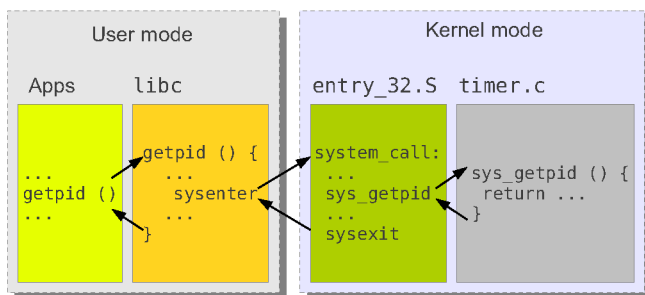 User mode
Kernel mode
Apps
libc
entry_32.S
timer.c
...
getpid ()
...
getpid () {
...
sysenter
...
}
system_call:
...
sys_getpid
...
sysexit
sys_getpid () {
return ...
}